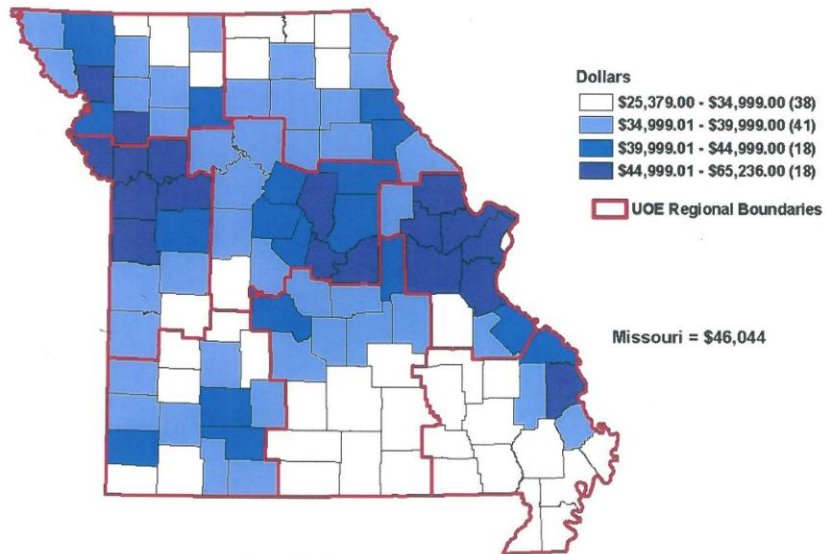 Dollars
$25,379.00 - $34,999.00 (38)
$34,999.01 - $39,999.00 (41)
$39,999.01 - $44,999.00 (18)
$44,999.01 - $65,236.00 (18)
UOE Regional Boundaries
Missouri = $46,044